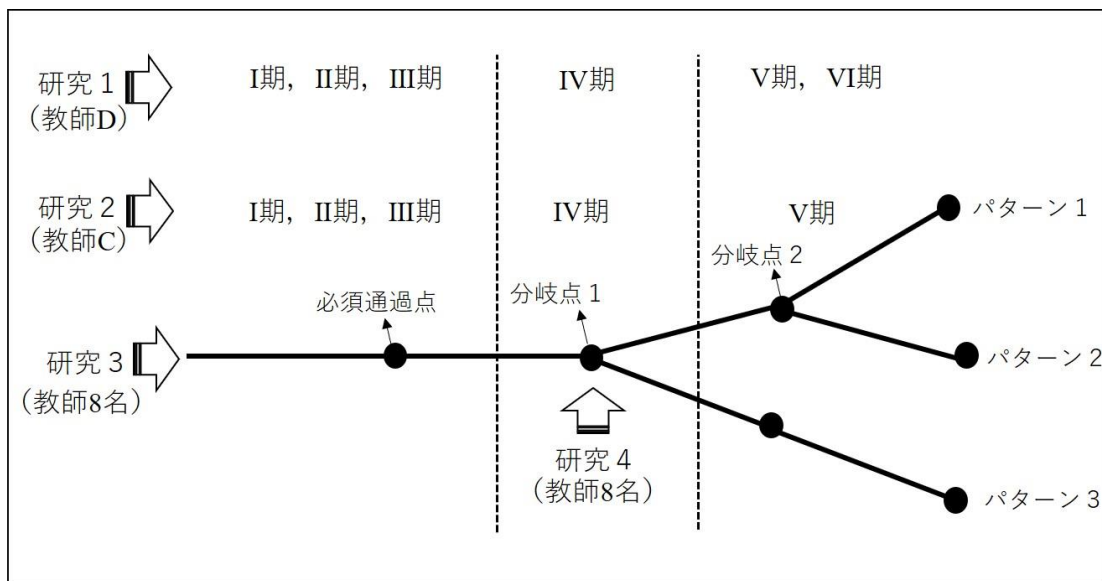 研究１
（教師D）
I期，II期，III期
IV期
V期，VI期
研究２
（教師C）
I期，II期，III期
IV期
V期
パターン１
分岐点２
必須通過点
分岐点１
研究３
（教師8名）
パターン２
研究４
（教師8名）
パターン３